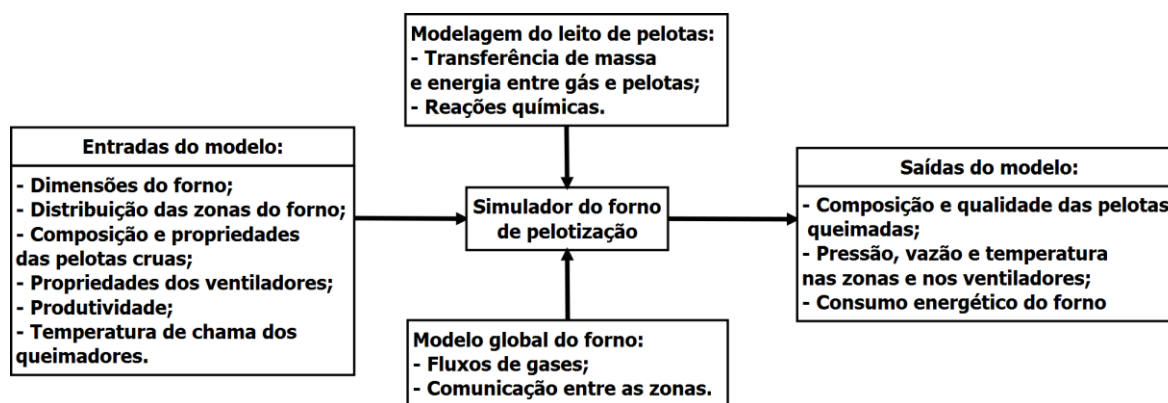 Modelagem do leito de pelotas:
- Transferência de massa
e energia entre gás e pelotas;
- Reações químicas.
Entradas do modelo:
- Dimensões do forno;
- Distribuição das zonas do forno;
- Composição e propriedades
das pelotas cruas;
- Propriedades dos ventiladores;
- Produtividade;
- Temperatura de chama dos
queimadores.
Simulador do forno
de pelotização
Saídas do modelo:
- Composição e qualidade das pelotas
queimadas;
- Pressão, vazão e temperatura
nas zonas e nos ventiladores;
- Consumo energético do forno
Modelo global do forno:
- Fluxos de gases;
- Comunicação entre as zonas.